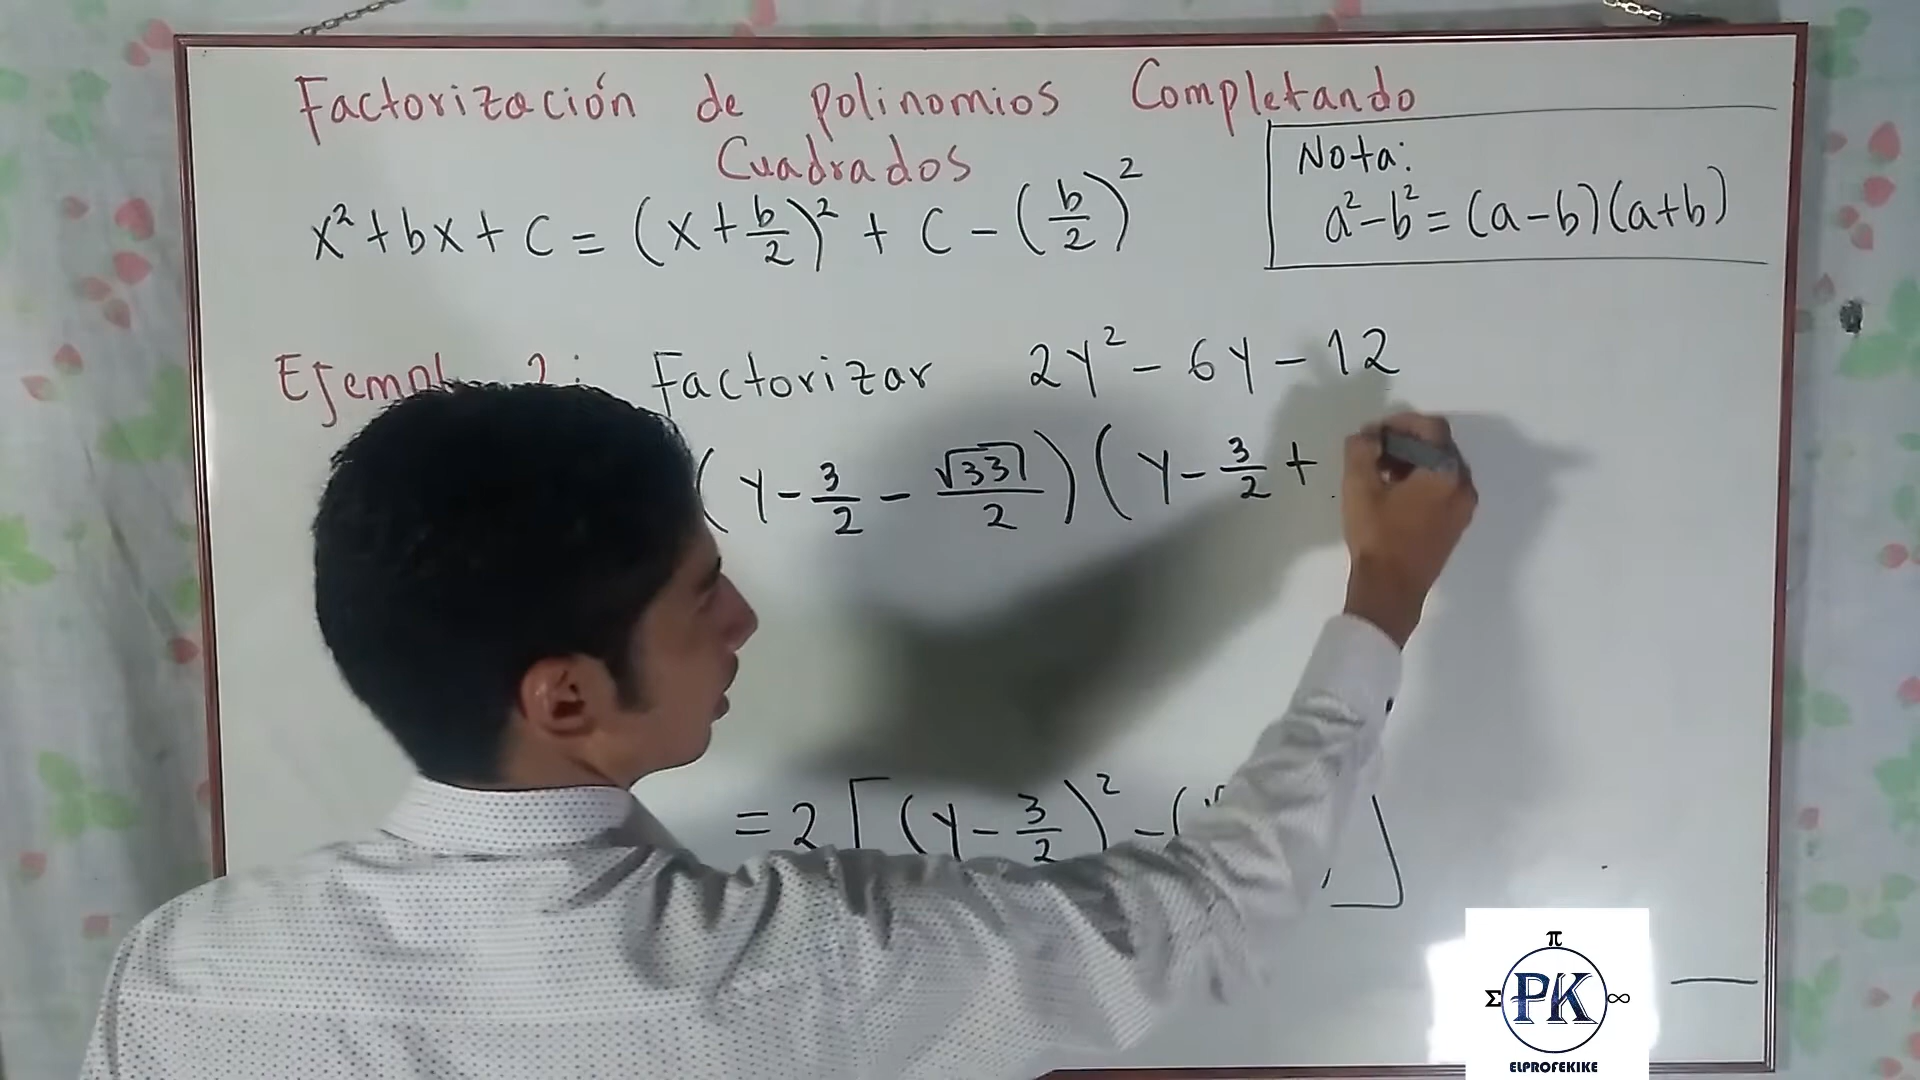 Factorización de polinomios Completando
Cuadrados
x² + bx + c = (x + b/2)² + c - (b/2)²
Nota:
a² - b² = (a - b)(a + b)
Factorizar 2y² - 6y - 12
(y - 3/2 - √33/2)(y - 3/2 +
= 2[(y - 3/2)² - (
π
Σ PK ∞
ELPROFEKIKE